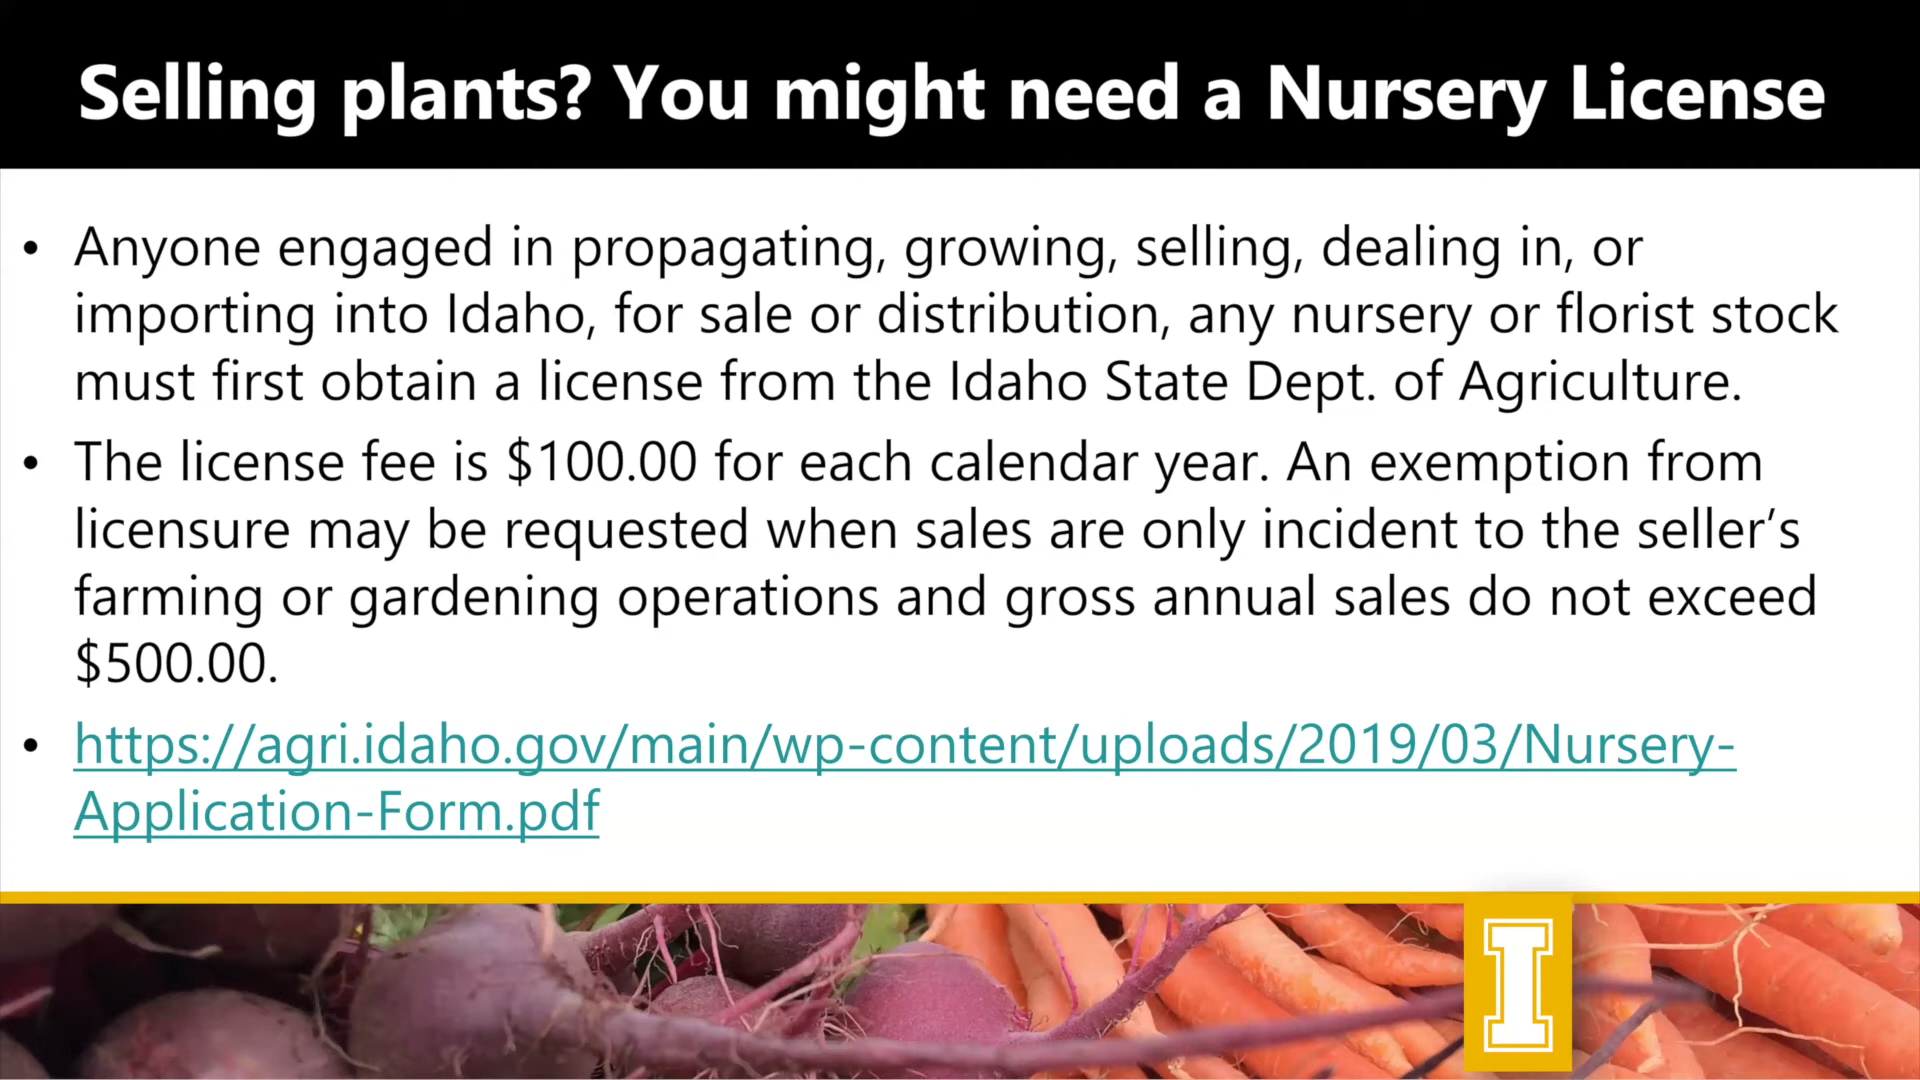 Selling plants? You might need a Nursery License
• Anyone engaged in propagating, growing, selling, dealing in, or
importing into Idaho, for sale or distribution, any nursery or florist stock
must first obtain a license from the Idaho State Dept. of Agriculture.
• The license fee is $100.00 for each calendar year. An exemption from
licensure may be requested when sales are only incident to the seller’s
farming or gardening operations and gross annual sales do not exceed
$500.00.
• https://agri.idaho.gov/main/wp-content/uploads/2019/03/Nursery-
Application-Form.pdf
I